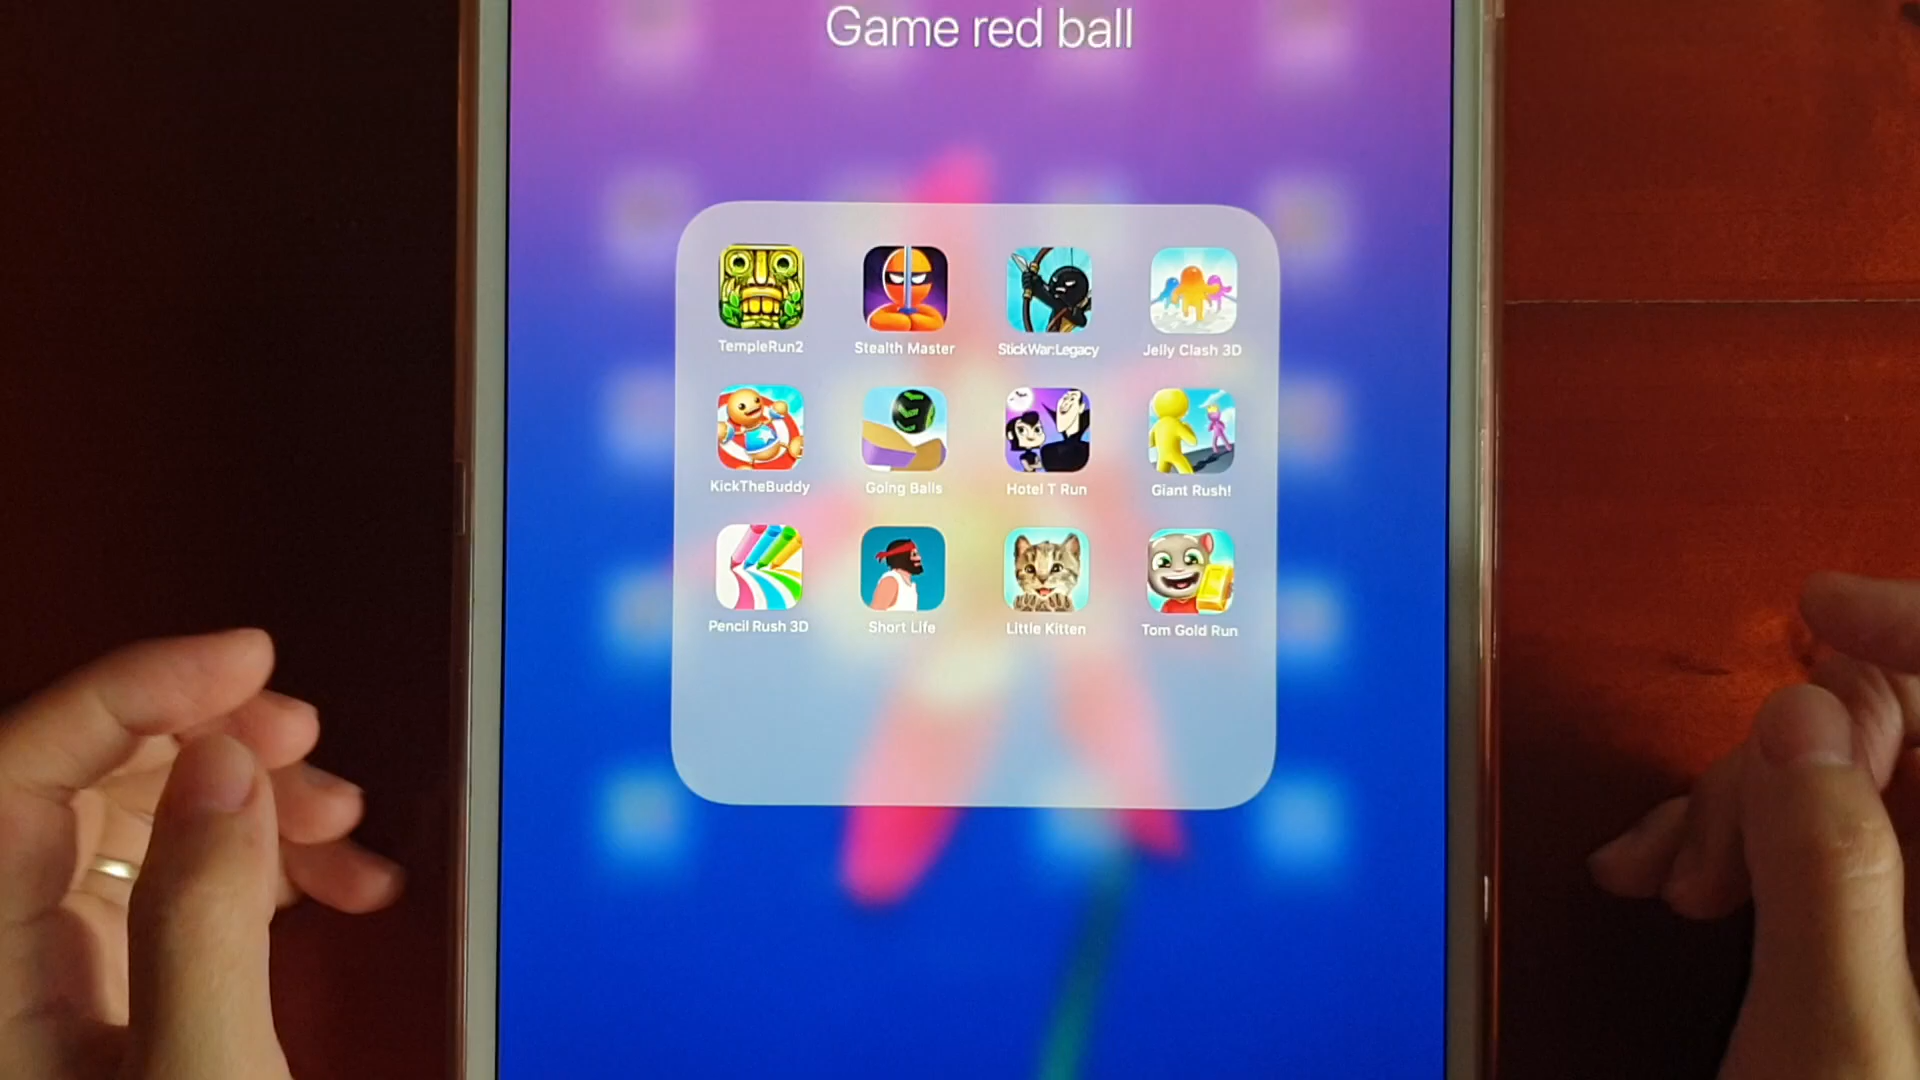 Game red ball
TempleRun2
Stealth Master
StickWar:Legacy
Jelly Clash 3D
KickTheBuddy
Going Balls
Hotel T Run
Giant Rush!
Pencil Rush 3D
Short Life
Little Kitten
Tom Gold Run